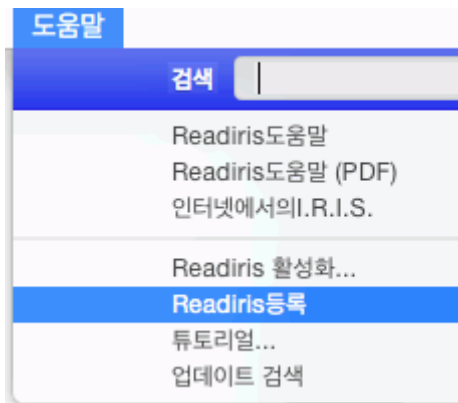 도움말
검색
Readiris도움말
Readiris도움말 (PDF)
인터넷에서의I.R.I.S.
Readiris 활성화...
Readiris등록
튜토리얼...
업데이트 검색